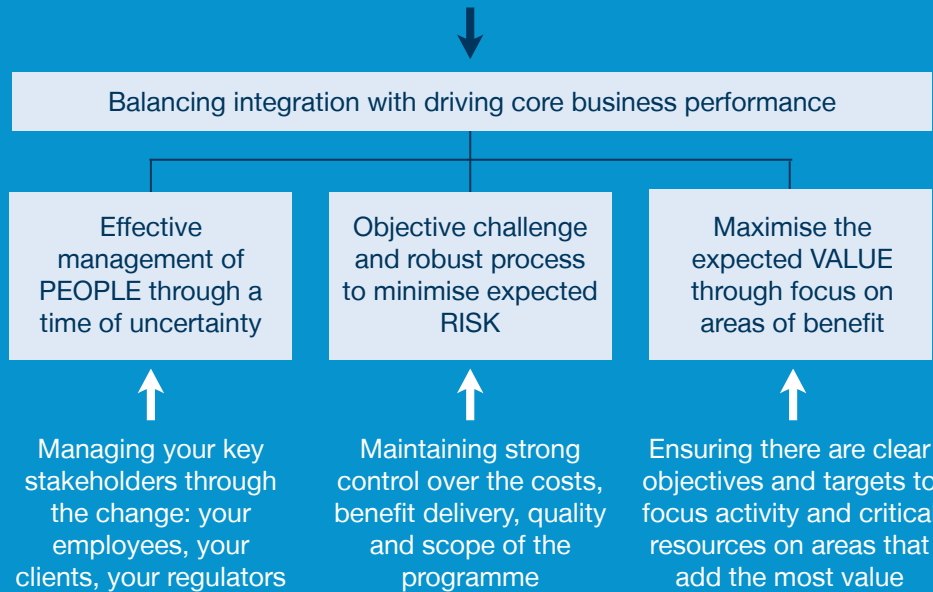 Balancing integration with driving core business performance
Effective
management of
PEOPLE through a
time of uncertainty
Objective challenge
and robust process
to minimise expected
RISK
Maximise the
expected VALUE
through focus on
areas of benefit
Managing your key
stakeholders through
the change: your
employees, your
clients, your regulators
Maintaining strong
control over the costs,
benefit delivery, quality
and scope of the
programme
Ensuring there are clear
objectives and targets to
focus activity and critical
resources on areas that
add the most value